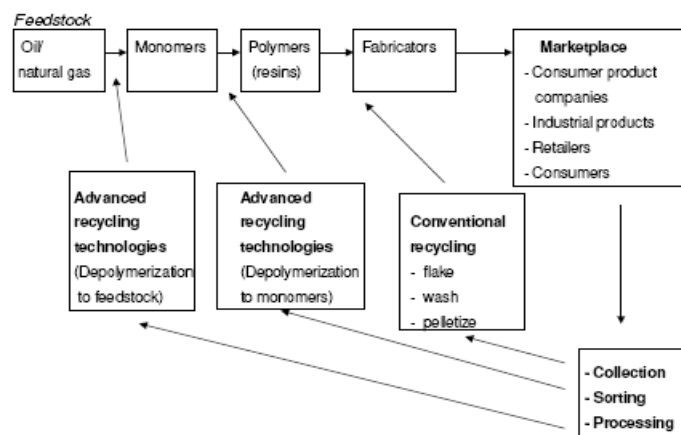 Feedstock
Oil/
natural gas
Monomers
Polymers
(resins)
Fabricators
Marketplace
- Consumer product
companies
- Industrial products
- Retailers
- Consumers
Advanced
recycling
technologies
(Depolymerization
to feedstock)
Advanced
recycling
technologies
(Depolymerization
to monomers)
Conventional
recycling
- flake
- wash
- pelletize
- Collection
- Sorting
- Processing